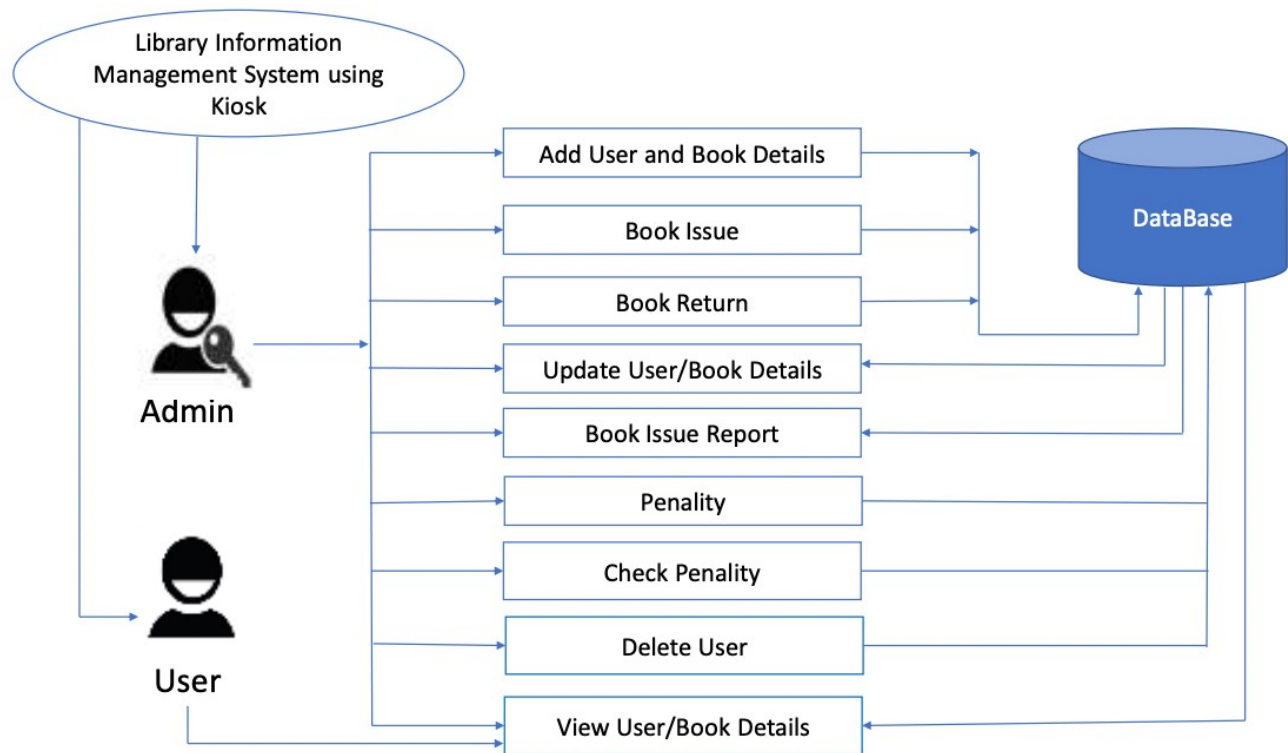 Library Information
Management System using
Kiosk
Add User and Book Details
Book Issue
DataBase
Book Return
Update User/Book Details
Admin
Book Issue Report
Penality
Check Penality
Delete User
User
View User/Book Details